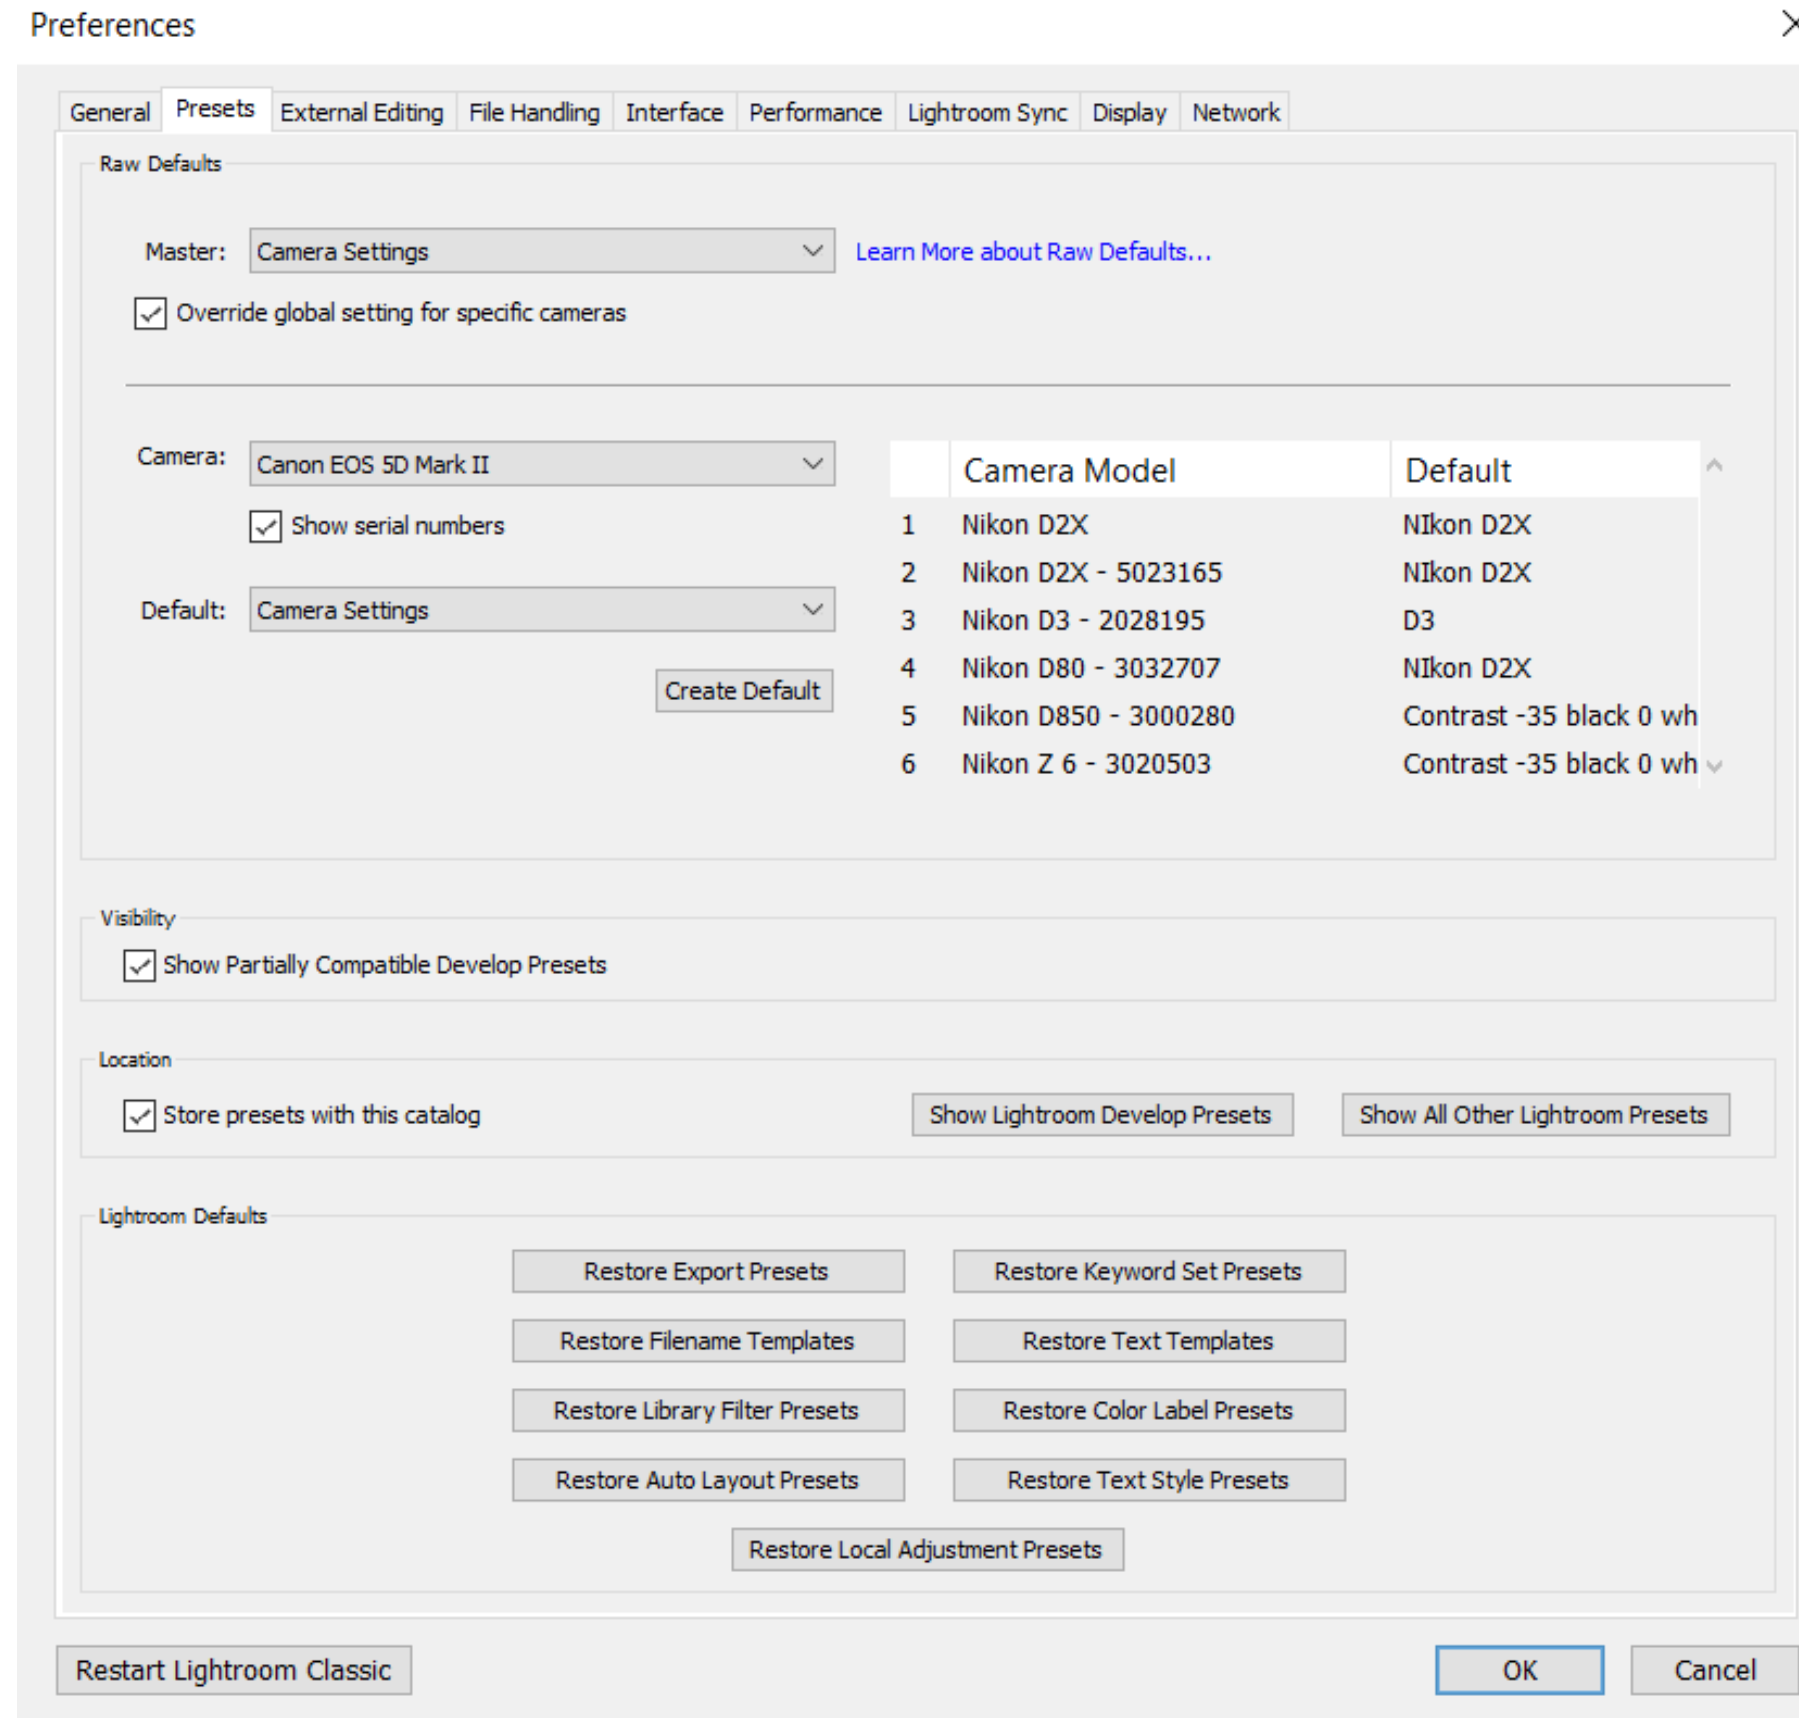 Preferences
General Presets External Editing File Handling Interface Performance Lightroom Sync Display Network
Raw Defaults
Master: Camera Settings Learn More about Raw Defaults...
Override global setting for specific cameras
Camera: Canon EOS 5D Mark II
Show serial numbers
Default: Camera Settings
Create Default
Camera Model Default
1 Nikon D2X NIkon D2X
2 Nikon D2X - 5023165 NIkon D2X
3 Nikon D3 - 2028195 D3
4 Nikon D80 - 3032707 NIkon D2X
5 Nikon D850 - 3000280 Contrast -35 black 0 wh
6 Nikon Z 6 - 3020503 Contrast -35 black 0 wh
Visibility
Show Partially Compatible Develop Presets
Location
Store presets with this catalog Show Lightroom Develop Presets Show All Other Lightroom Presets
Lightroom Defaults
Restore Export Presets Restore Keyword Set Presets
Restore Filename Templates Restore Text Templates
Restore Library Filter Presets Restore Color Label Presets
Restore Auto Layout Presets Restore Text Style Presets
Restore Local Adjustment Presets
Restart Lightroom Classic OK Cancel